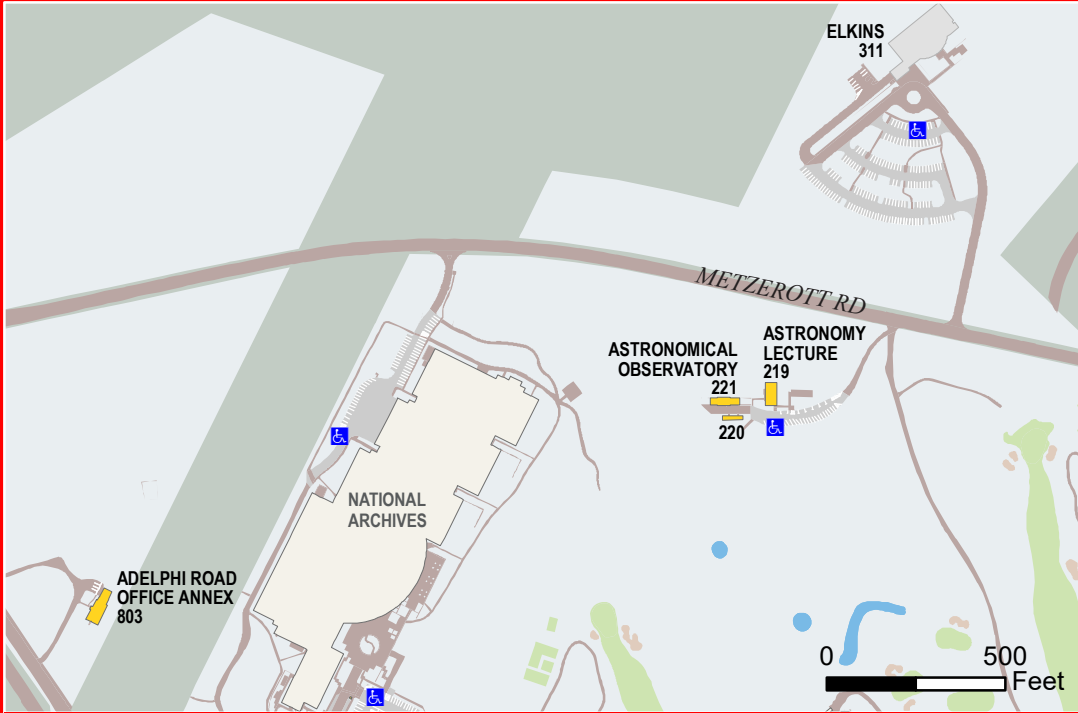 ELKINS
311
METZEROTT RD
ASTRONOMICAL
OBSERVATORY
221
ASTRONOMY
LECTURE
219
220
NATIONAL
ARCHIVES
ADELPHI ROAD
OFFICE ANNEX
803
0 500
Feet